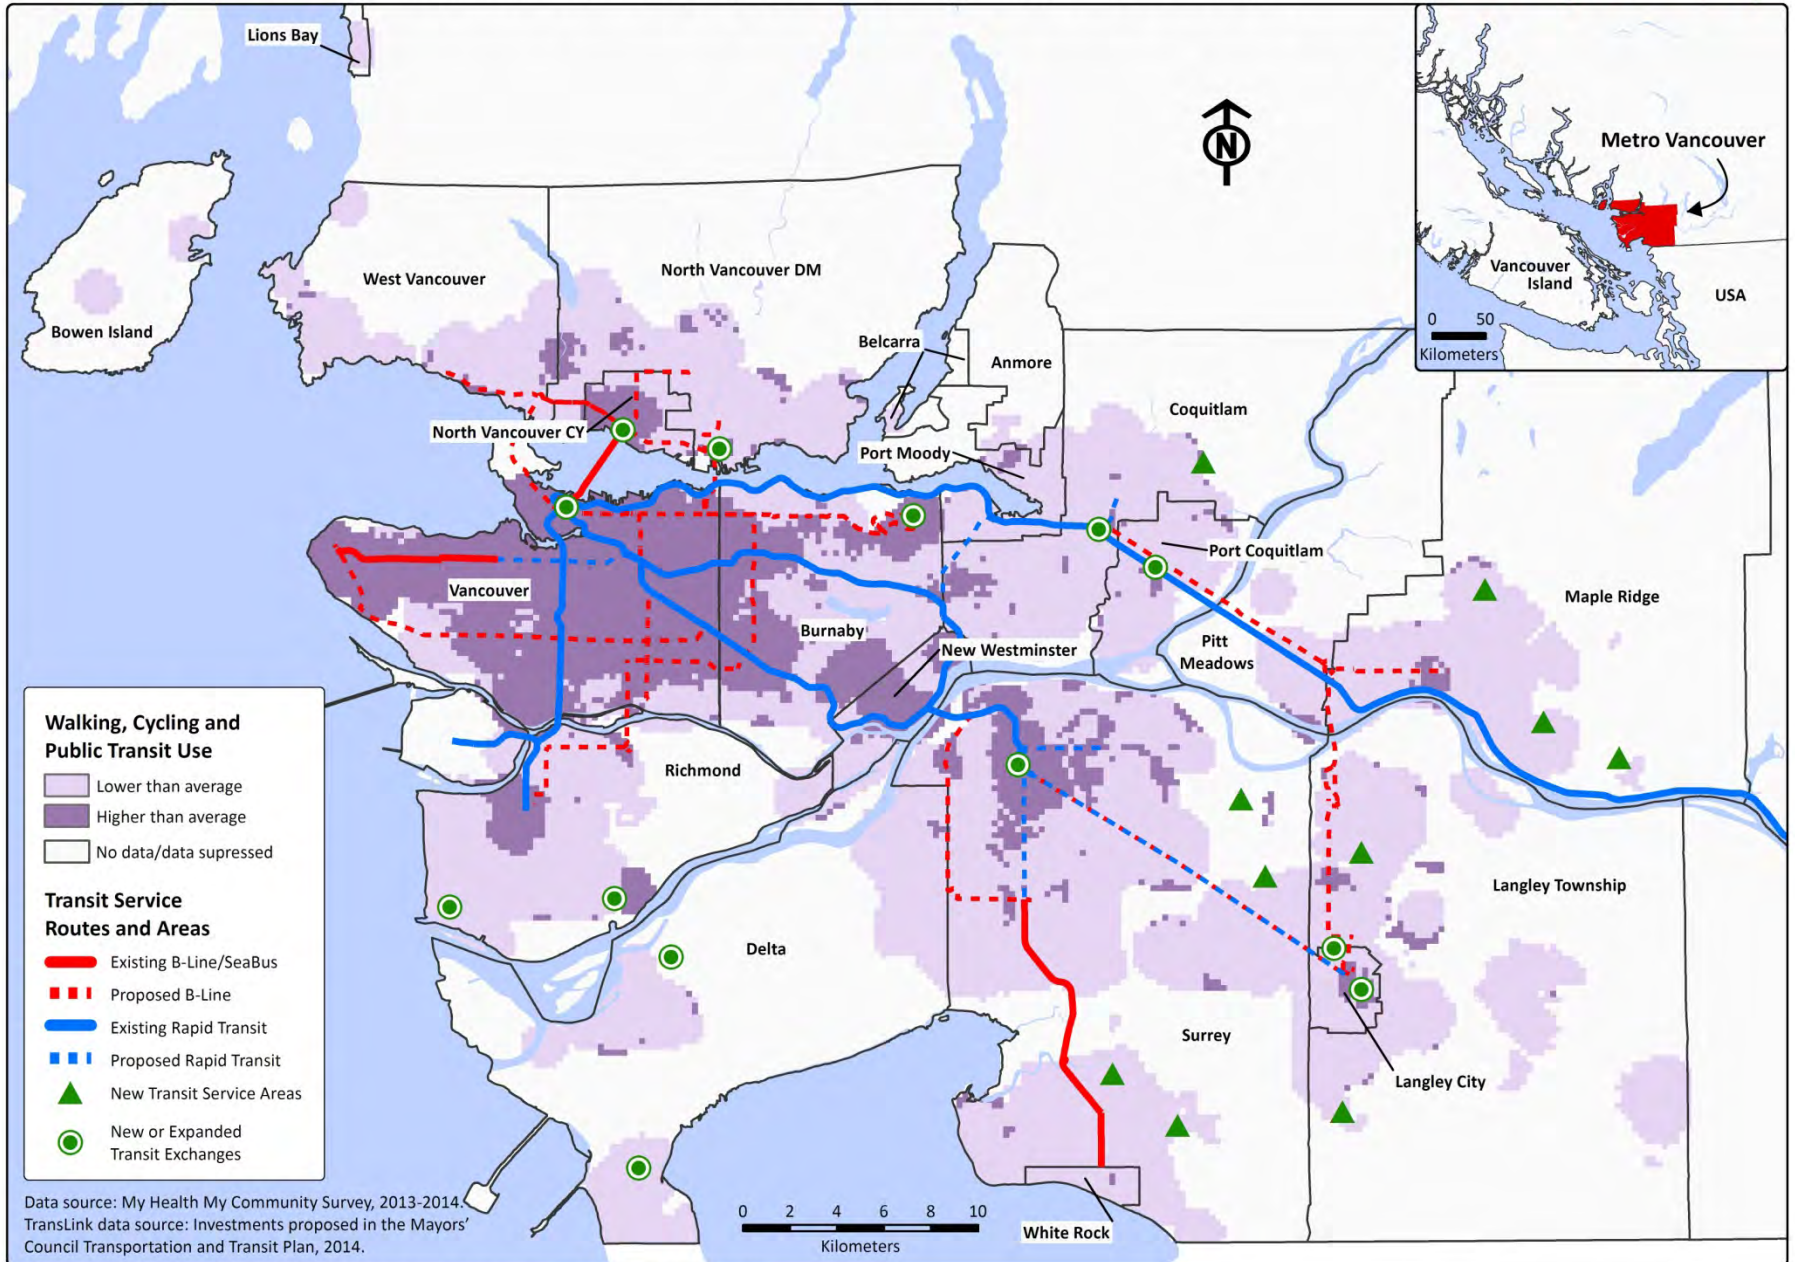 Lions Bay
N
Metro Vancouver
Vancouver
Island
USA
0 50
Kilometers
West Vancouver
North Vancouver DM
Bowen Island
Belcarra
Anmore
Coquitlam
North Vancouver CY
Port Moody
Port Coquitlam
Vancouver
Maple Ridge
Burnaby
New Westminster
Pitt
Meadows
Richmond
Langley Township
Delta
Surrey
Langley City
White Rock
Walking, Cycling and
Public Transit Use
Lower than average
Higher than average
No data/data supressed
Transit Service
Routes and Areas
Existing B-Line/SeaBus
Proposed B-Line
Existing Rapid Transit
Proposed Rapid Transit
New Transit Service Areas
New or Expanded
Transit Exchanges
Data source: My Health My Community Survey, 2013-2014.
TransLink data source: Investments proposed in the Mayors'
Council Transportation and Transit Plan, 2014.
0 2 4 6 8 10
Kilometers